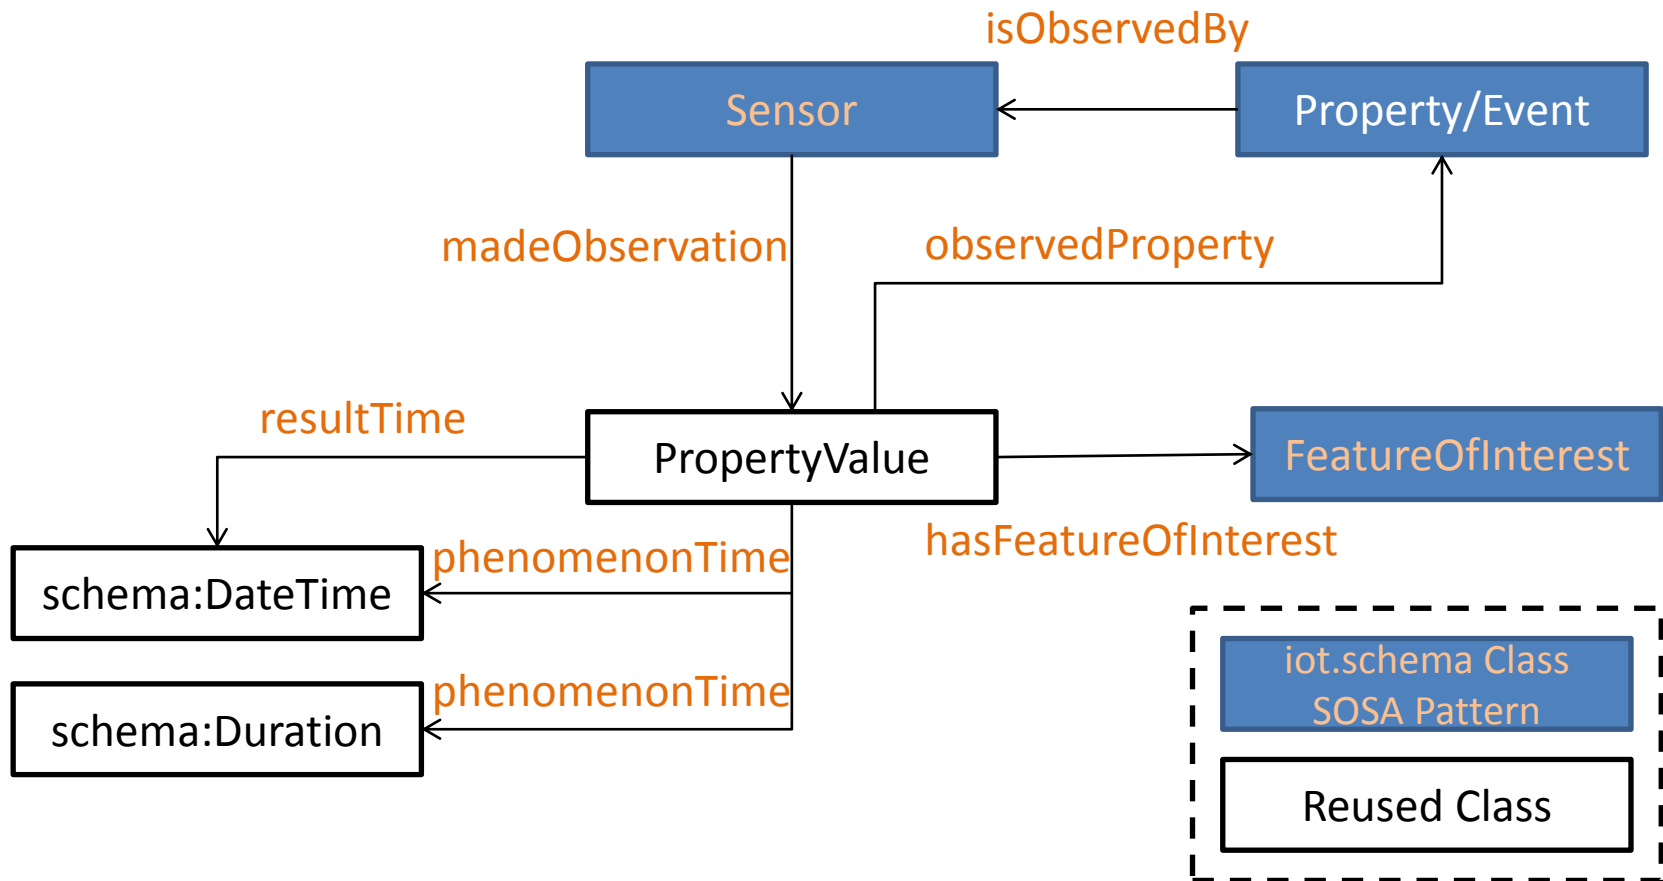 isObservedBy
Sensor
Property/Event
madeObservation
observedProperty
resultTime
PropertyValue
FeatureOfInterest
hasFeatureOfInterest
phenomenonTime
schema:DateTime
phenomenonTime
schema:Duration
iot.schema Class
SOSA Pattern
Reused Class